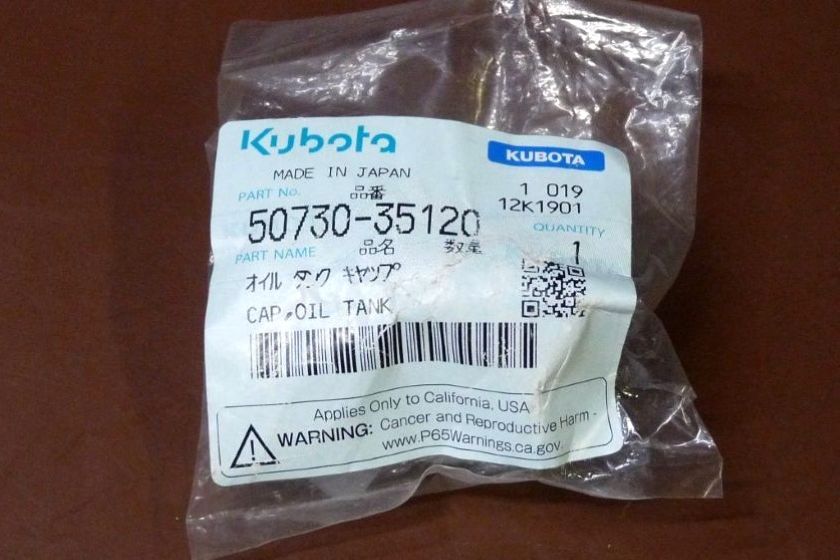 Kubota
KUBOTA
MADE IN JAPAN
PART No. 品番
1 019
12K1901
50730-35120
QUANTITY
PART NAME 品名 数量
1
オイル タンク キャップ
CAP,OIL TANK
Applies Only to California, USA
WARNING: Cancer and Reproductive Harm -
www.P65Warnings.ca.gov.